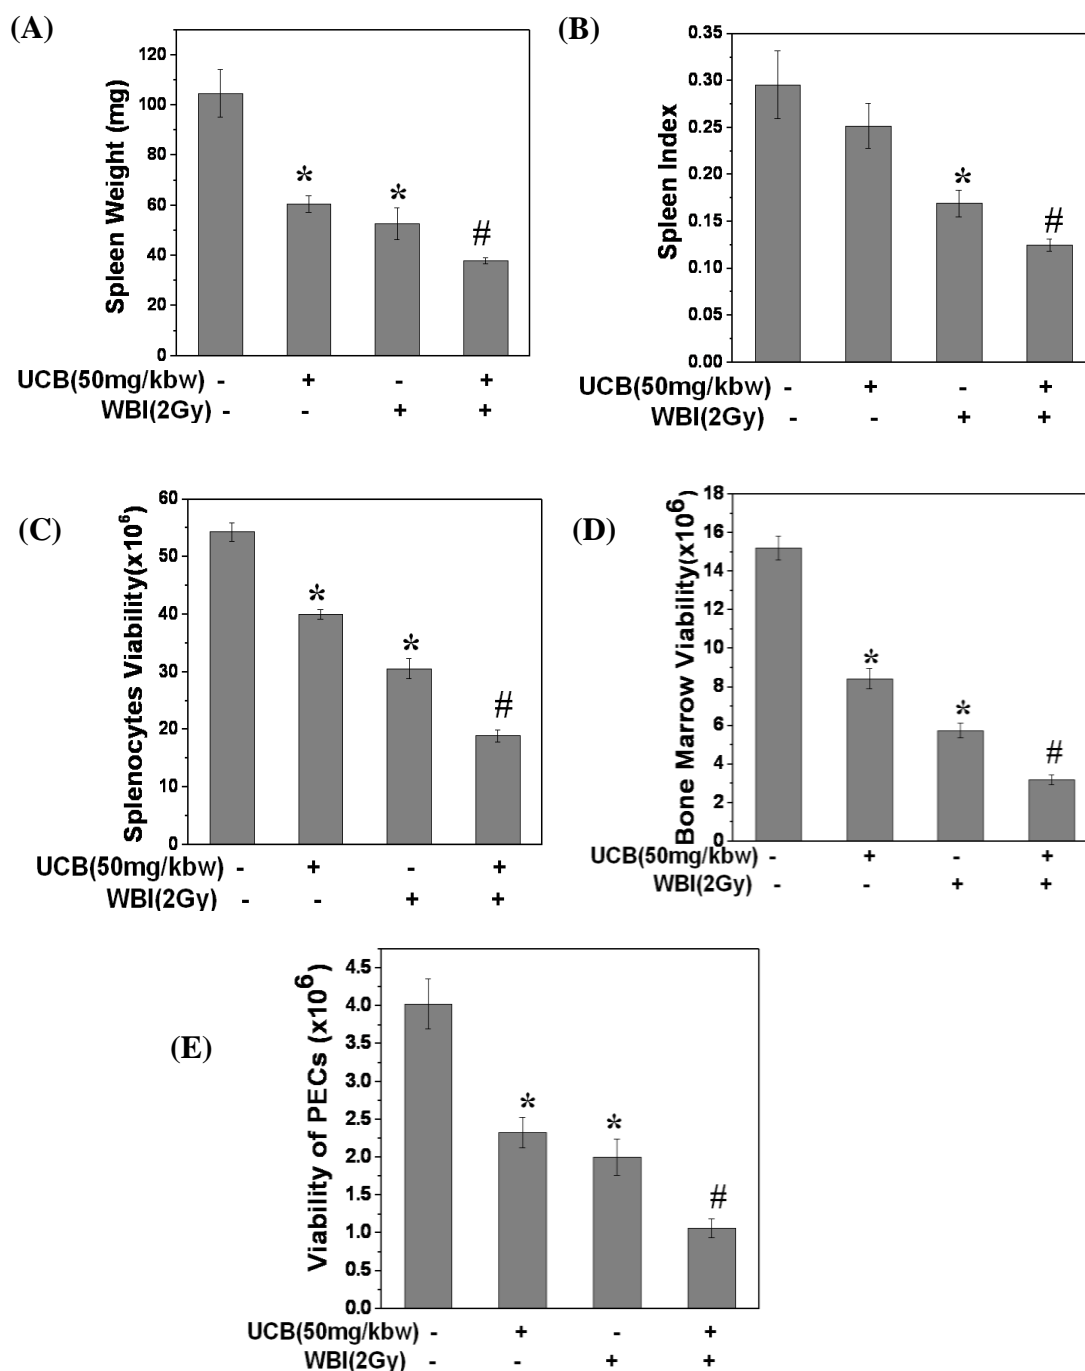 (A)
Spleen Weight (mg)
120
100
80
60
40
20
0
* * #
UCB(50mg/kbw) - + - +
WBI(2Gy) - - + +
(B)
Spleen Index
0.35
0.30
0.25
0.20
0.15
0.10
0.05
0.00
* #
UCB(50mg/kbw) - + - +
WBI(2Gy) - - + +
(C)
Splenocytes Viability(x10⁶)
60
50
40
30
20
10
0
* * #
UCB(50mg/kbw) - + - +
WBI(2Gy) - - + +
(D)
Bone Marrow Viability(x10⁶)
18
16
14
12
10
8
6
4
2
0
* * #
UCB(50mg/kbw) - + - +
WBI(2Gy) - - + +
(E)
Viability of PECs (x10⁶)
4.5
4.0
3.5
3.0
2.5
2.0
1.5
1.0
0.5
0.0
* * #
UCB(50mg/kbw) - + - +
WBI(2Gy) - - + +